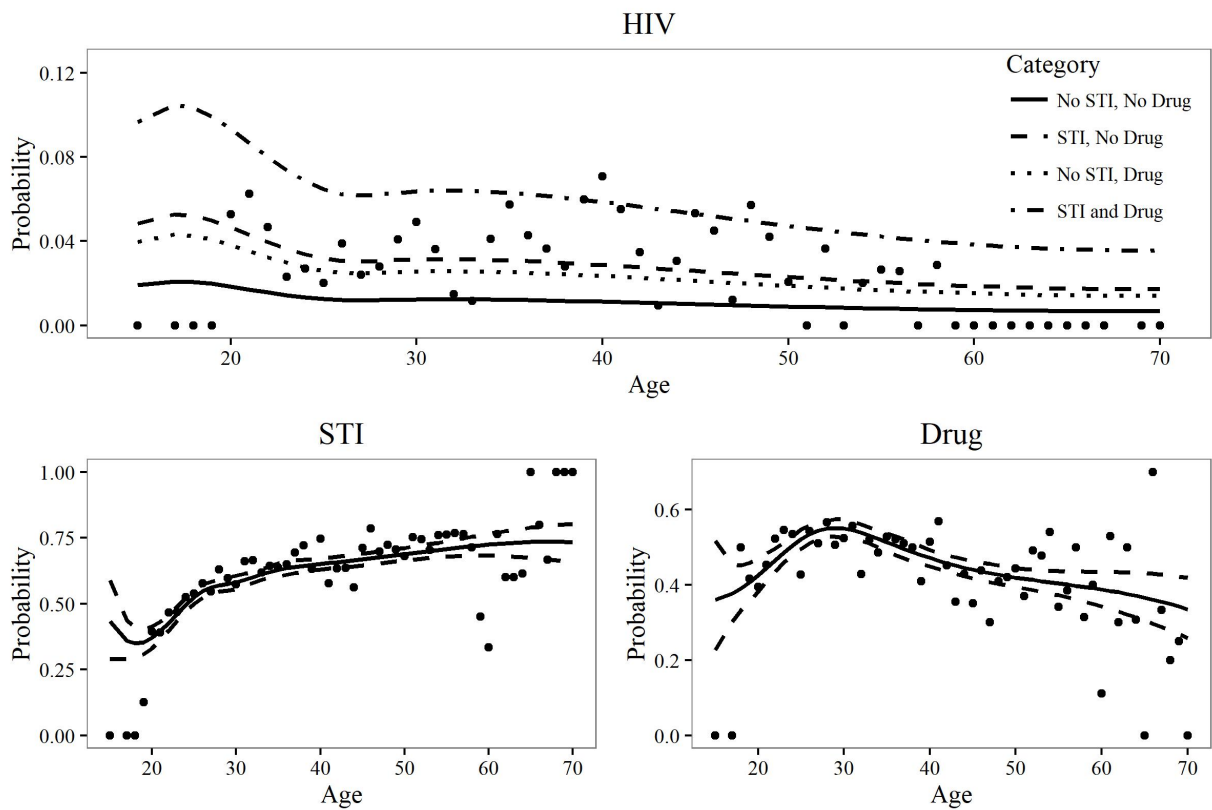 HIV
Probability
0.12
0.08
0.04
0.00
Category
No STI, No Drug
STI, No Drug
No STI, Drug
STI and Drug
20 30 40 50 60 70
Age
STI
Probability
1.00
0.75
0.50
0.25
0.00
20 30 40 50 60 70
Age
Drug
Probability
0.6
0.4
0.2
0.0
20 30 40 50 60 70
Age